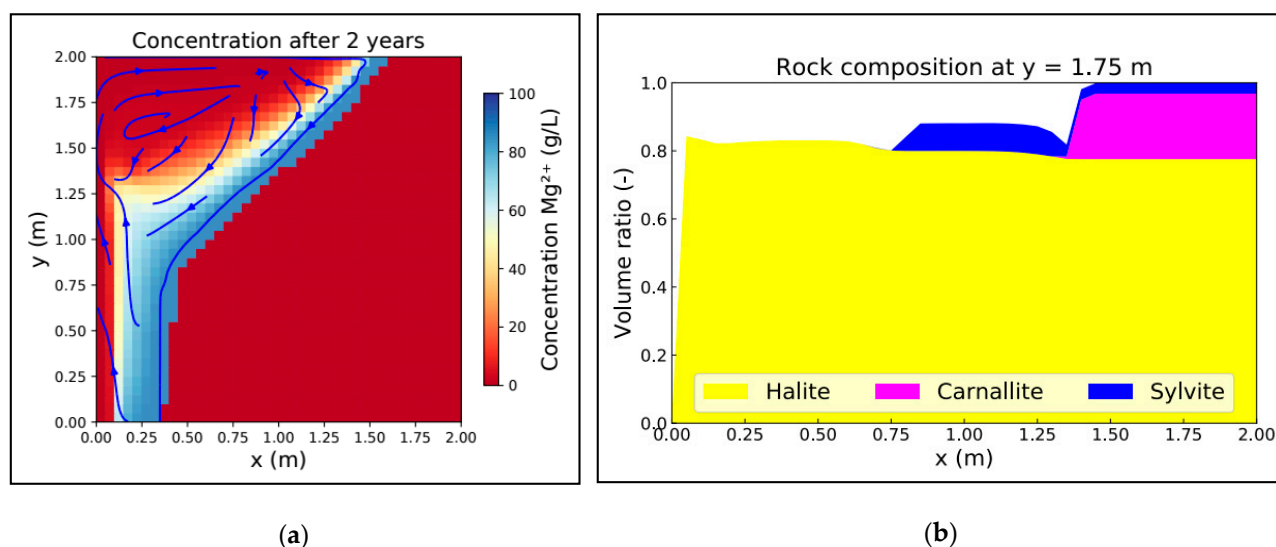 Concentration after 2 years
2.00
1.75
1.50
1.25
1.00
0.75
0.50
0.25
0.00
y (m)
0.00 0.25 0.50 0.75 1.00 1.25 1.50 1.75 2.00
x (m)
100
80
60
40
20
0
Concentration Mg²⁺ (g/L)
Rock composition at y = 1.75 m
1.0
0.8
0.6
0.4
0.2
0.0
Volume ratio (-)
Halite Carnallite Sylvite
0.00 0.25 0.50 0.75 1.00 1.25 1.50 1.75 2.00
x (m)
(a)
(b)